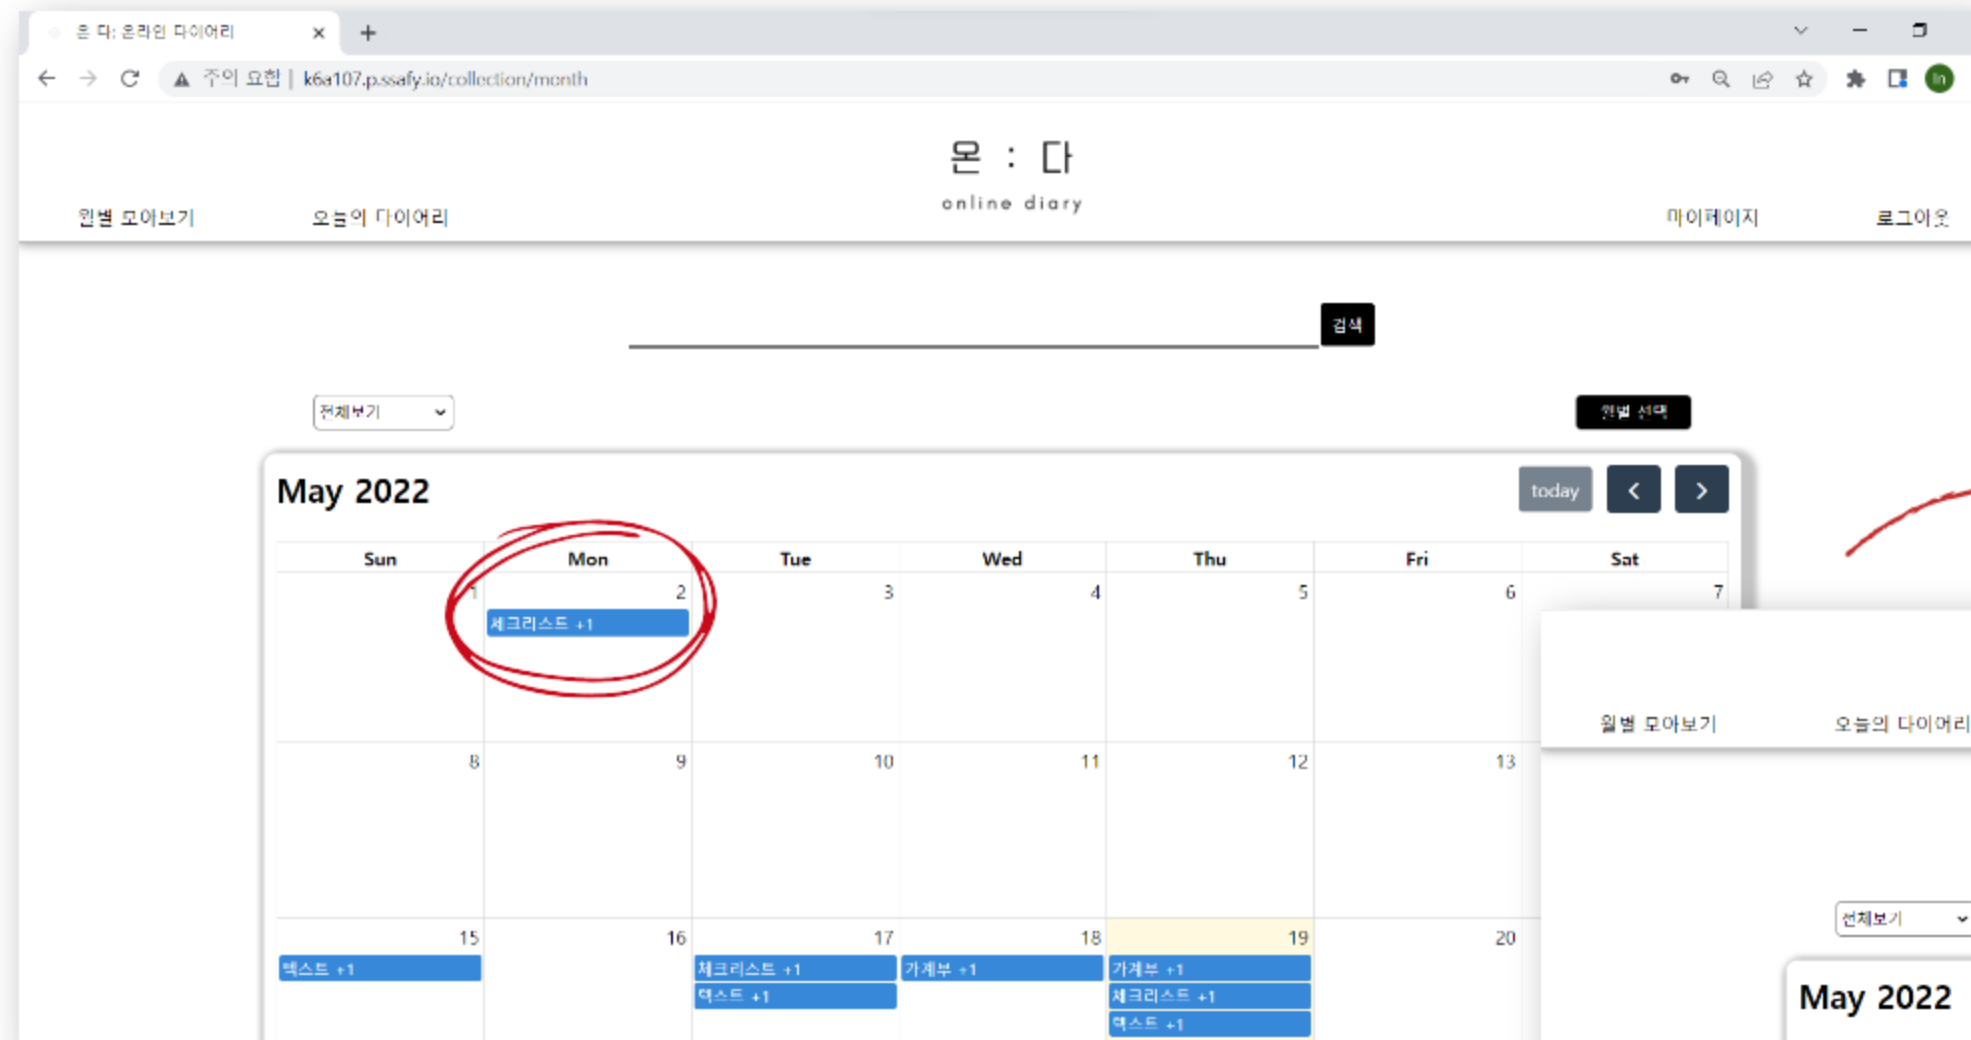 온 다; 온라인 다이어리
주의 요함 | k6a107.p.ssafy.io/collection/month
In
온 : 다
online diary
월별 모아보기 오늘의 다이어리 마이페이지 로그아웃
검색
전체보기 월별 선택
May 2022 today
Sun Mon Tue Wed Thu Fri Sat
1 2 3 4 5 6 7
체크리스트 +1
월별 모아보기 오늘의 다이어리
8 9 10 11 12 13
전체보기
15 16 17 18 19 20
텍스트 +1 체크리스트 +1 가계부 +1 가계부 +1
텍스트 +1 체크리스트 +1
May 2022
텍스트 +1